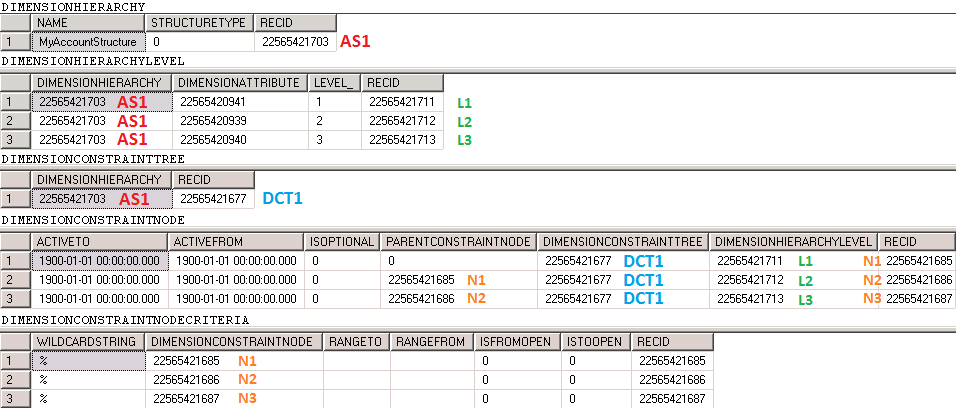 DIMENSIONHIERARCHY
NAME STRUCTURETYPE RECID
1 MyAccountStructure 0 22565421703 AS1
DIMENSIONHIERARCHYLEVEL
DIMENSIONHIERARCHY DIMENSIONATTRIBUTE LEVEL_ RECID
1 22565421703 AS1 22565420941 1 22565421711 L1
2 22565421703 AS1 22565420939 2 22565421712 L2
3 22565421703 AS1 22565420940 3 22565421713 L3
DIMENSIONCONSTRAINTTREE
DIMENSIONHIERARCHY RECID
1 22565421703 AS1 22565421677 DCT1
DIMENSIONCONSTRAINTNODE
ACTIVETO ACTIVEFROM ISOPTIONAL PARENTCONSTRAINTNODE DIMENSIONCONSTRAINTTREE DIMENSIONHIERARCHYLEVEL RECID
1 1900-01-01 00:00:00.000 1900-01-01 00:00:00.000 0 0 22565421677 DCT1 22565421711 L1 N1 22565421685
2 1900-01-01 00:00:00.000 1900-01-01 00:00:00.000 0 22565421685 N1 22565421677 DCT1 22565421712 L2 N2 22565421686
3 1900-01-01 00:00:00.000 1900-01-01 00:00:00.000 0 22565421686 N2 22565421677 DCT1 22565421713 L3 N3 22565421687
DIMENSIONCONSTRAINTNODECRITERIA
WILDCARDSTRING DIMENSIONCONSTRAINTNODE RANGETO RANGEFROM ISFROMOPEN ISTOOPEN RECID
1 % 22565421685 N1 0 0 22565421685
2 % 22565421686 N2 0 0 22565421686
3 % 22565421687 N3 0 0 22565421687